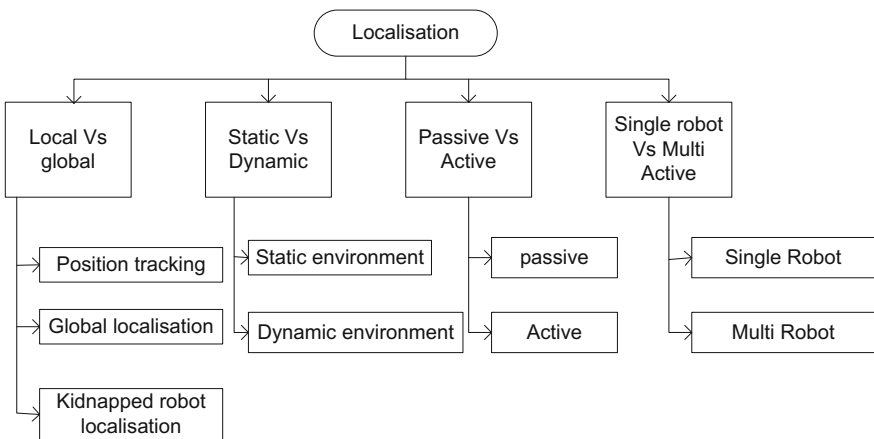 Localisation
Local Vs
global
Static Vs
Dynamic
Passive Vs
Active
Single robot
Vs Multi
Active
Position tracking
Global localisation
Kidnapped robot
localisation
Static environment
Dynamic environment
passive
Active
Single Robot
Multi Robot